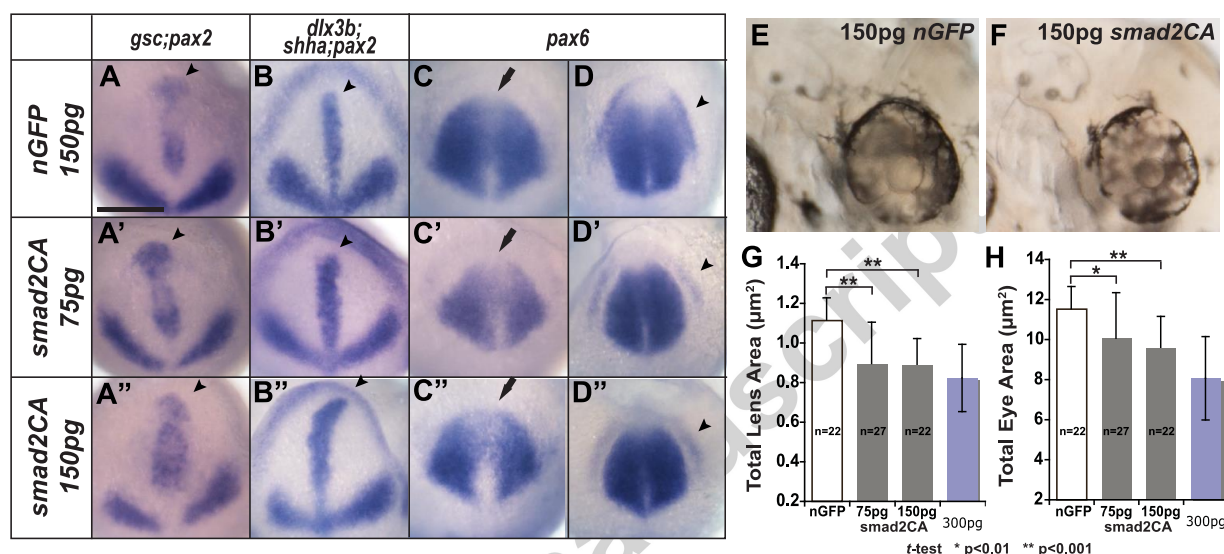 gsc;pax2
dlx3b;
shha;pax2
pax6
nGFP
150pg
A
B
C
D
smad2CA
75pg
A'
B'
C'
D'
smad2CA
150pg
A''
B''
C''
D''
E 150pg nGFP
F 150pg smad2CA
G
Total Lens Area (μm²)
1.4
1.2
1.0
0.8
0.6
0.4
0.2
**
**
n=22
n=27
n=22
nGFP 75pg 150pg 300pg
smad2CA
H
Total Eye Area (μm²)
14
12
10
8
6
4
2
**
*
n=22
n=27
n=22
nGFP 75pg 150pg 300pg
smad2CA
t-test * p<0.01 ** p<0.001